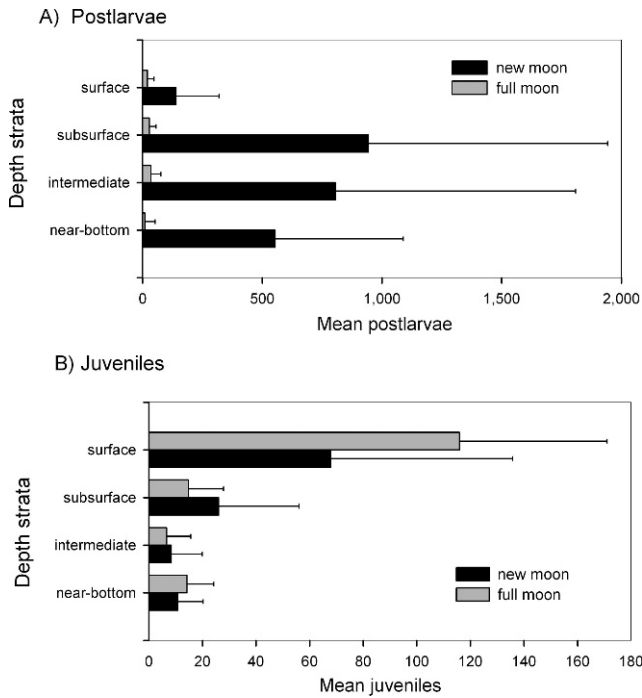 A) Postlarvae
new moon
full moon
surface
subsurface
intermediate
near-bottom
Depth strata
0 500 1,000 1,500 2,000
Mean postlarvae
B) Juveniles
surface
subsurface
intermediate
near-bottom
Depth strata
new moon
full moon
0 20 40 60 80 100 120 140 160 180
Mean juveniles